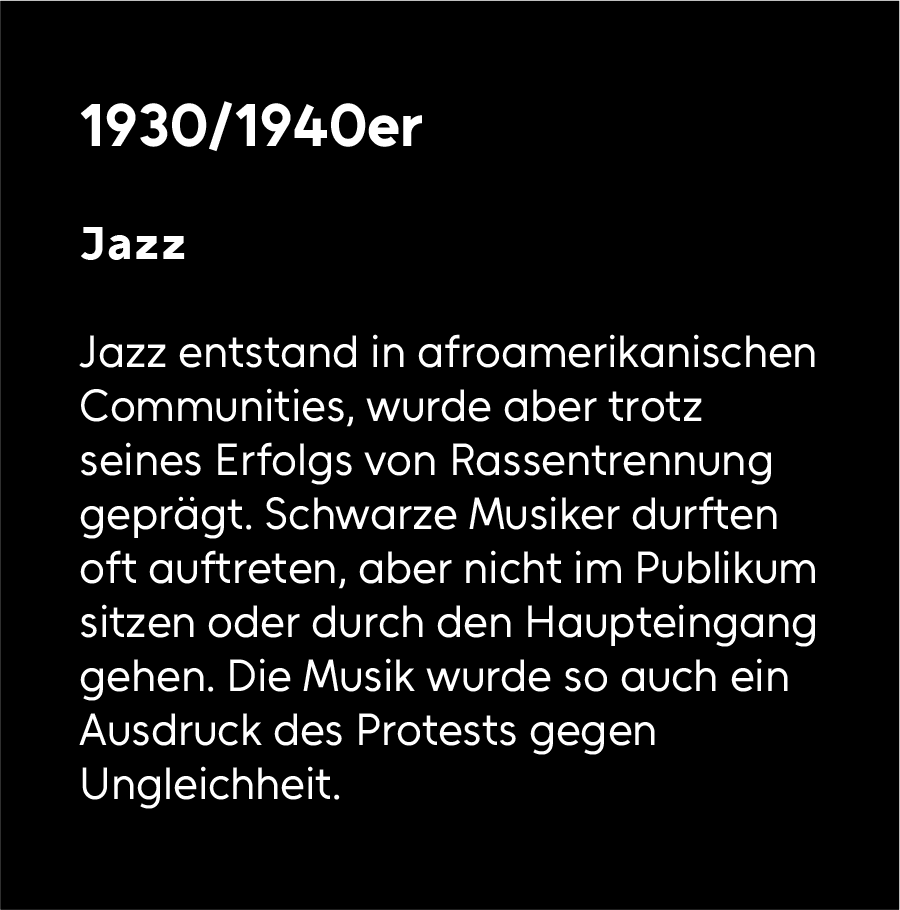 1930/1940er
Jazz
Jazz entstand in afroamerikanischen
Communities, wurde aber trotz
seines Erfolgs von Rassentrennung
geprägt. Schwarze Musiker durften
oft auftreten, aber nicht im Publikum
sitzen oder durch den Haupteingang
gehen. Die Musik wurde so auch ein
Ausdruck des Protests gegen
Ungleichheit.